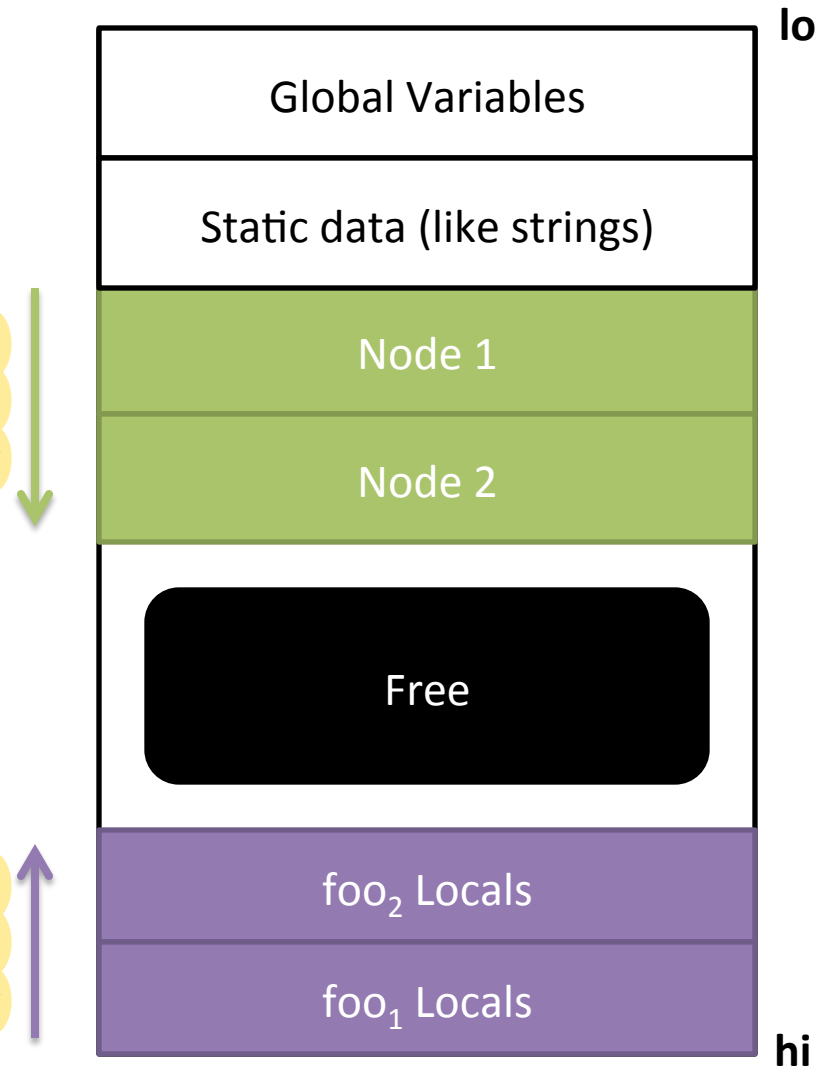 lo
Global Variables
Static data (like strings)
Node 1
Node 2
Free
foo₂ Locals
foo₁ Locals
hi